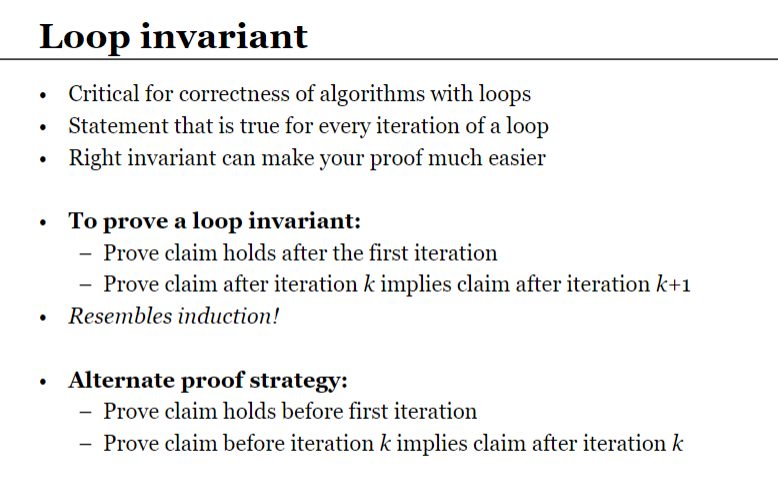 Loop invariant
• Critical for correctness of algorithms with loops
• Statement that is true for every iteration of a loop
• Right invariant can make your proof much easier
• To prove a loop invariant:
– Prove claim holds after the first iteration
– Prove claim after iteration k implies claim after iteration k+1
• Resembles induction!
• Alternate proof strategy:
– Prove claim holds before first iteration
– Prove claim before iteration k implies claim after iteration k